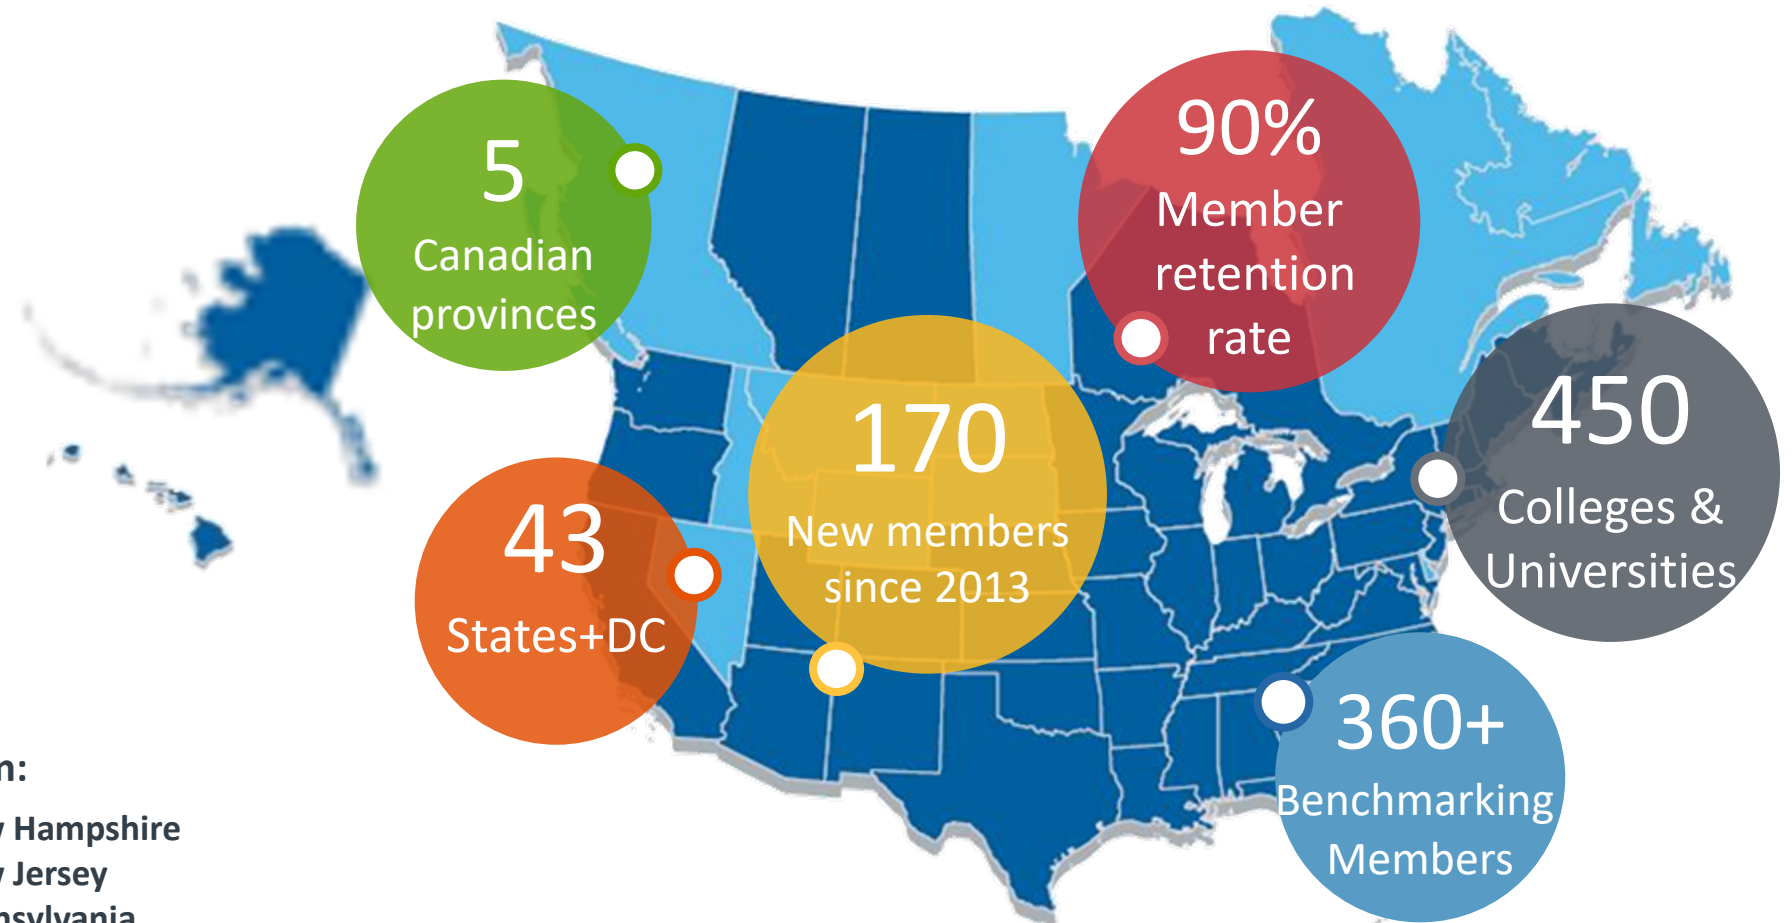 5
Canadian
provinces
90%
Member
retention
rate
170
New members
since 2013
450
Colleges &
Universities
43
States+DC
360+
Benchmarking
Members
Hampshire
Jersey